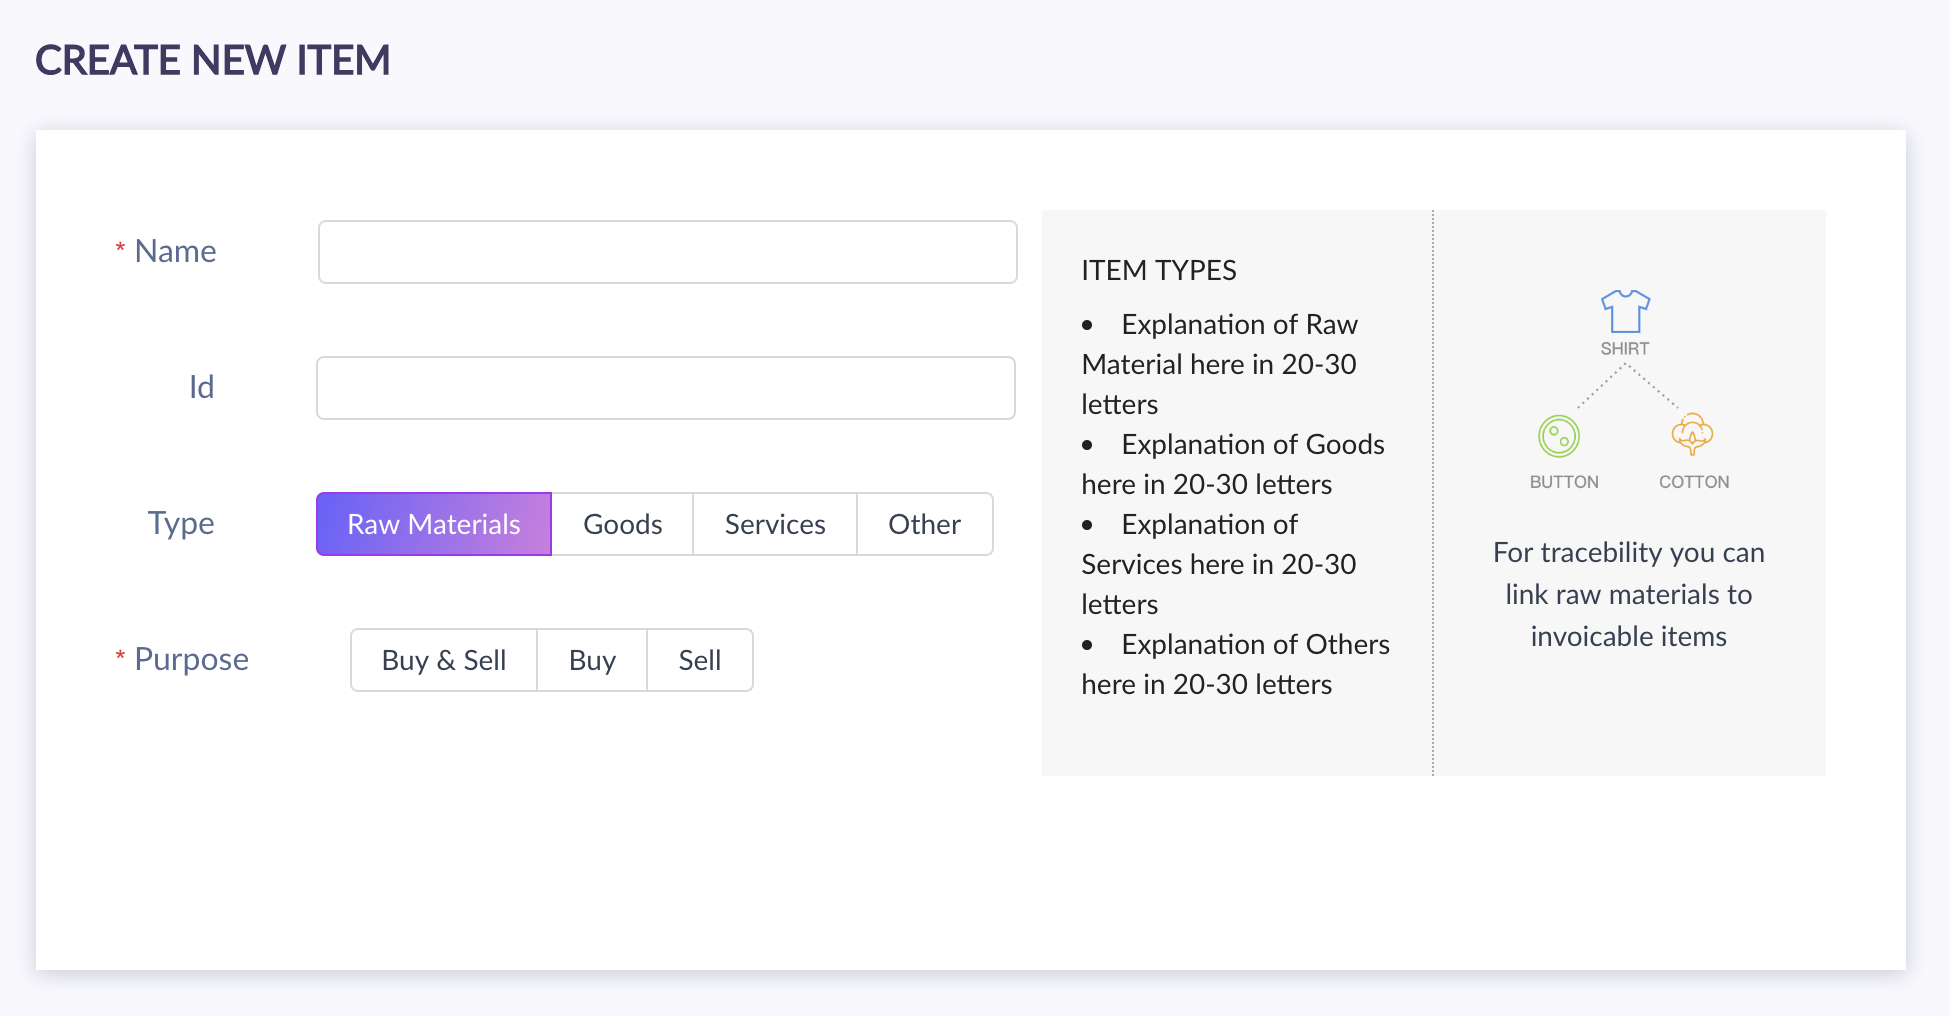 CREATE NEW ITEM
* Name
Id
Type
Raw Materials
Goods
Services
Other
* Purpose
Buy & Sell
Buy
Sell
ITEM TYPES
• Explanation of Raw
Material here in 20-30
letters
• Explanation of Goods
here in 20-30 letters
• Explanation of
Services here in 20-30
letters
• Explanation of Others
here in 20-30 letters
SHIRT
BUTTON
COTTON
For tracebility you can
link raw materials to
invoicable items